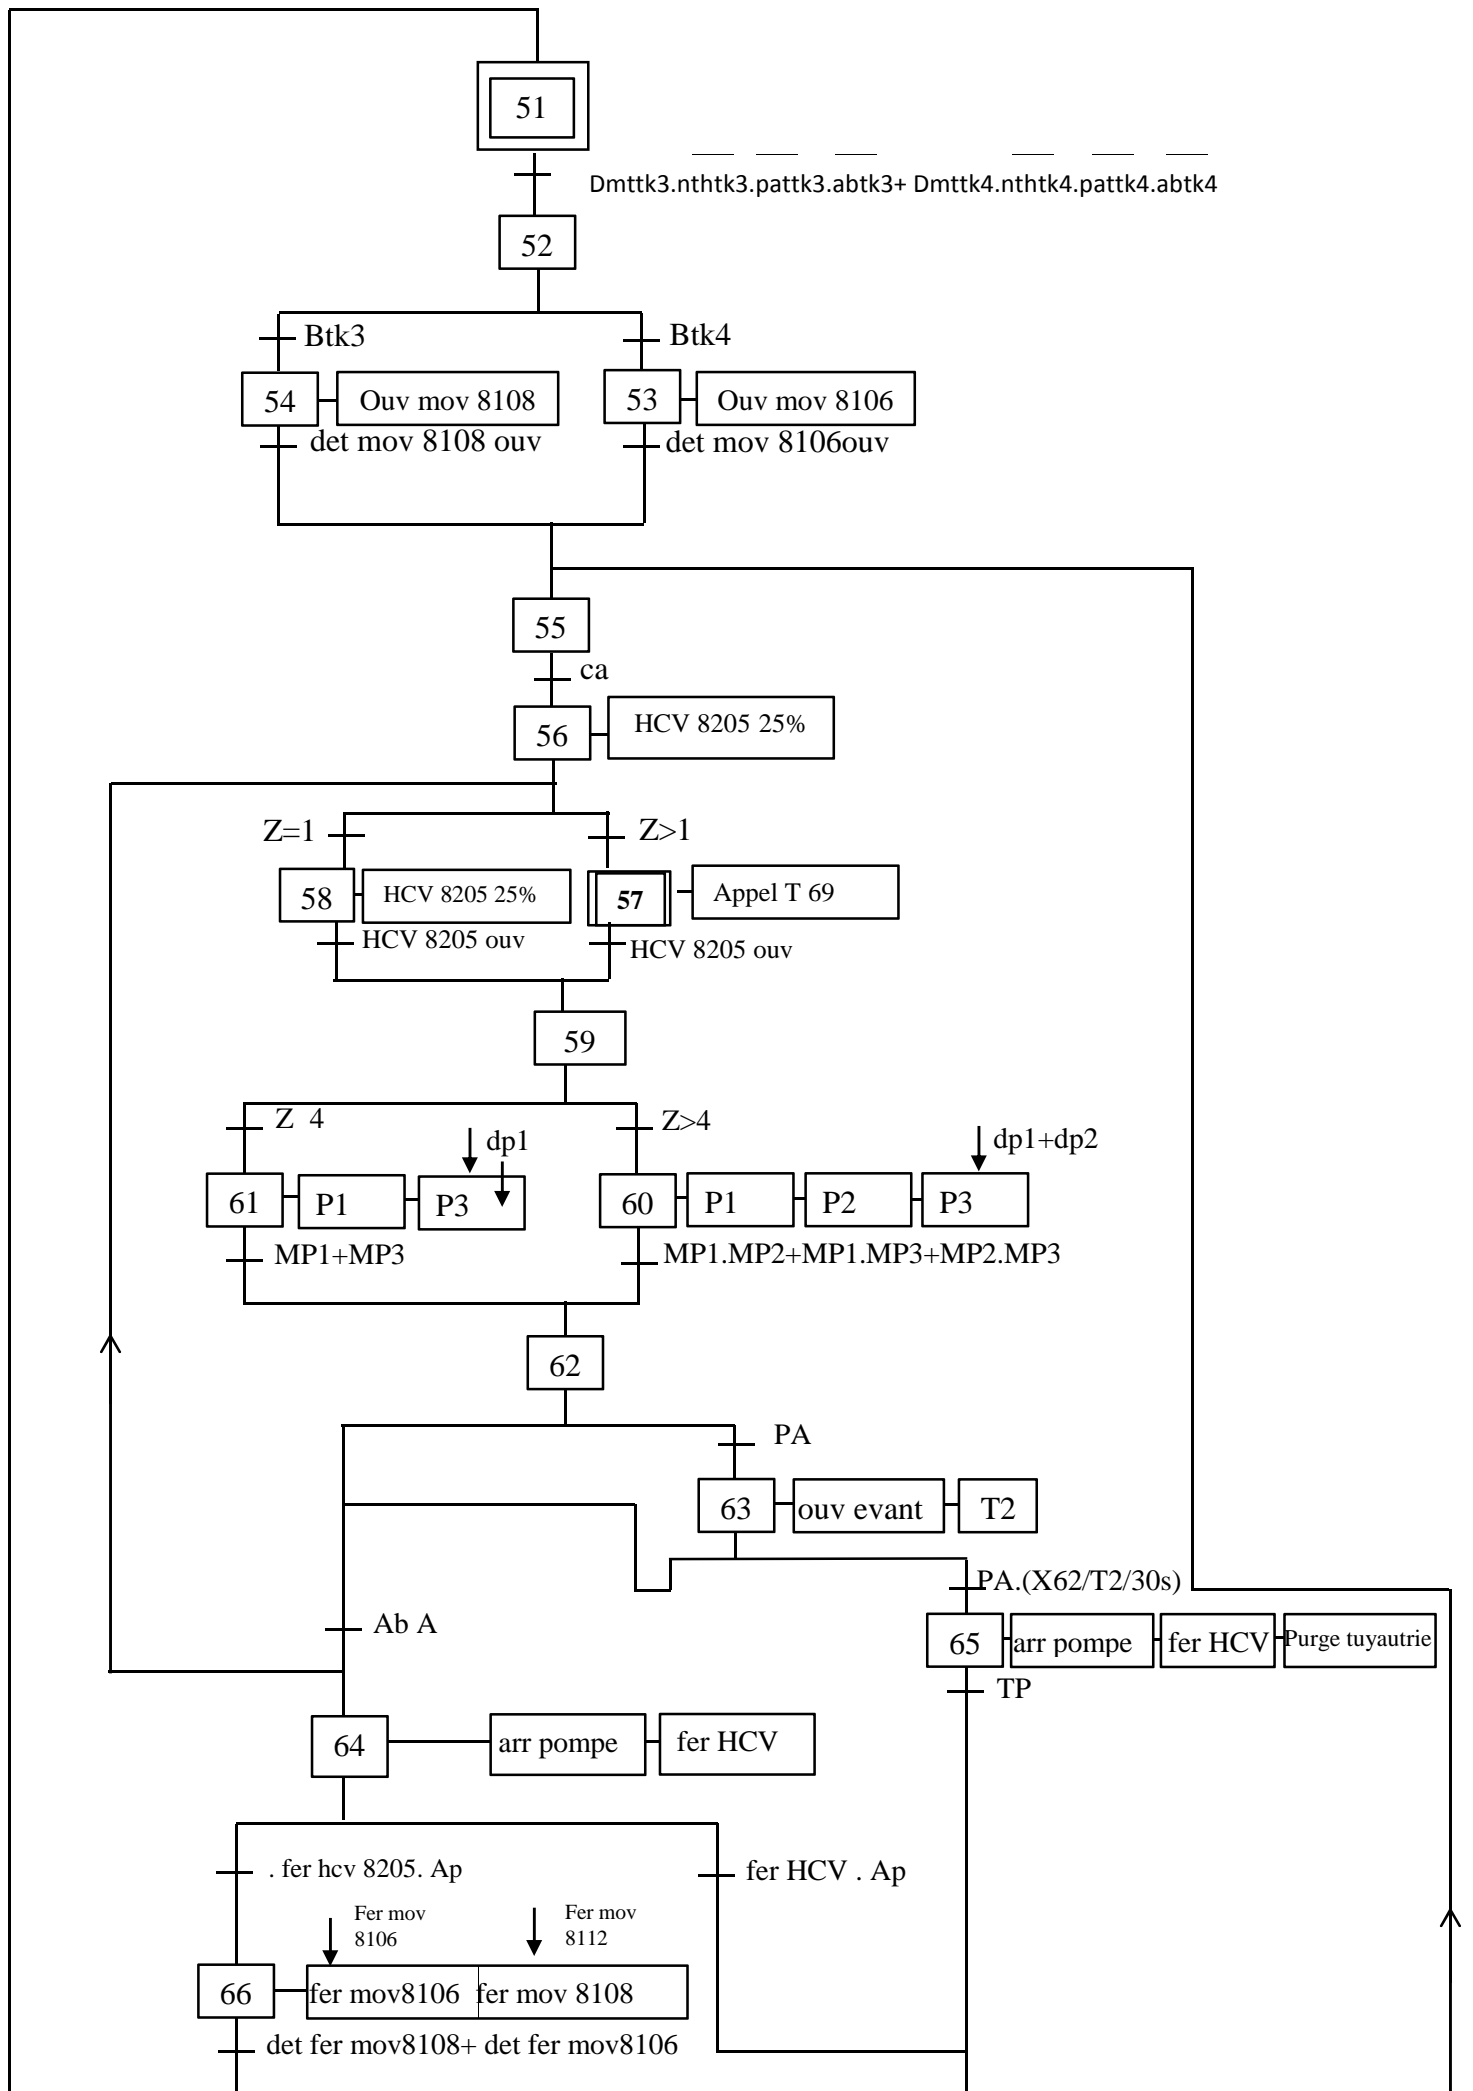 51
Dmttk3.nthtk3.pattk3.abtk3+ Dmttk4.nthtk4.pattk4.abtk4
52
Btk3
Btk4
54
Ouv mov 8108
53
Ouv mov 8106
det mov 8108 ouv
det mov 8106ouv
55
ca
56
HCV 8205 25%
Z=1
Z>1
58
HCV 8205 25%
57
Appel T 69
HCV 8205 ouv
HCV 8205 ouv
59
Z 4
Z>4
dp1
dp1+dp2
61
P1
P3
60
P1
P2
P3
MP1+MP3
MP1.MP2+MP1.MP3+MP2.MP3
62
PA
63
ouv evant
T2
PA.(X62/T2/30s)
Ab A
65
arr pompe
fer HCV
Purge tuyautrie
TP
64
arr pompe
fer HCV
. fer hcv 8205. Ap
fer HCV . Ap
Fer mov
8106
Fer mov
8112
66
fer mov8106
fer mov 8108
det fer mov8108+ det fer mov8106